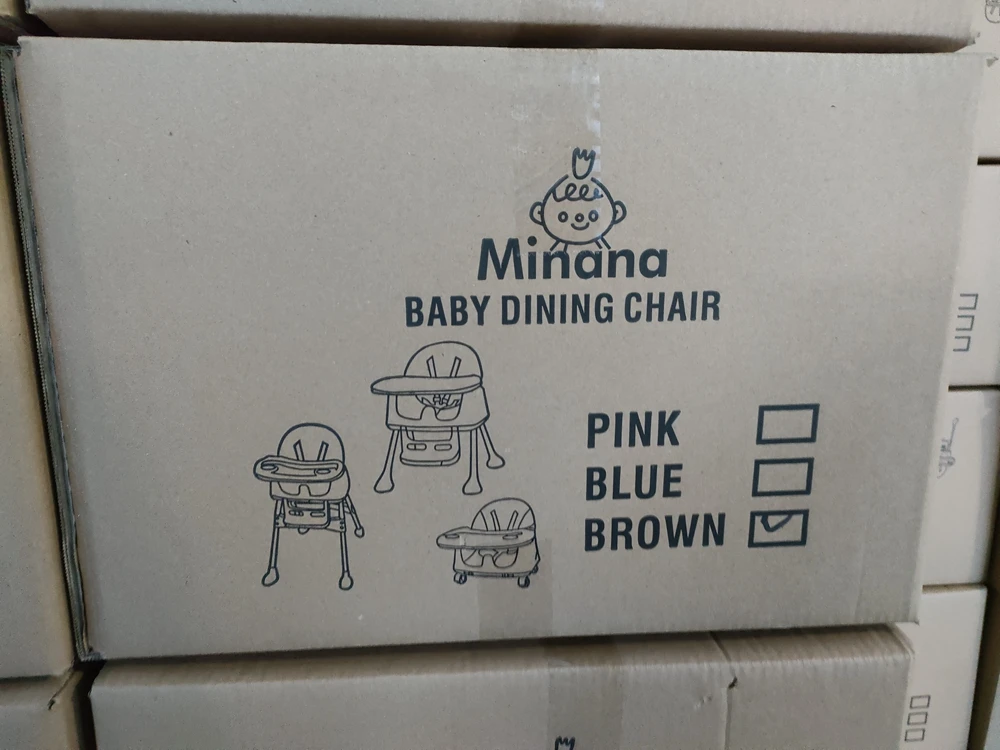 Minana
BABY DINING CHAIR
PINK
BLUE
BROWN